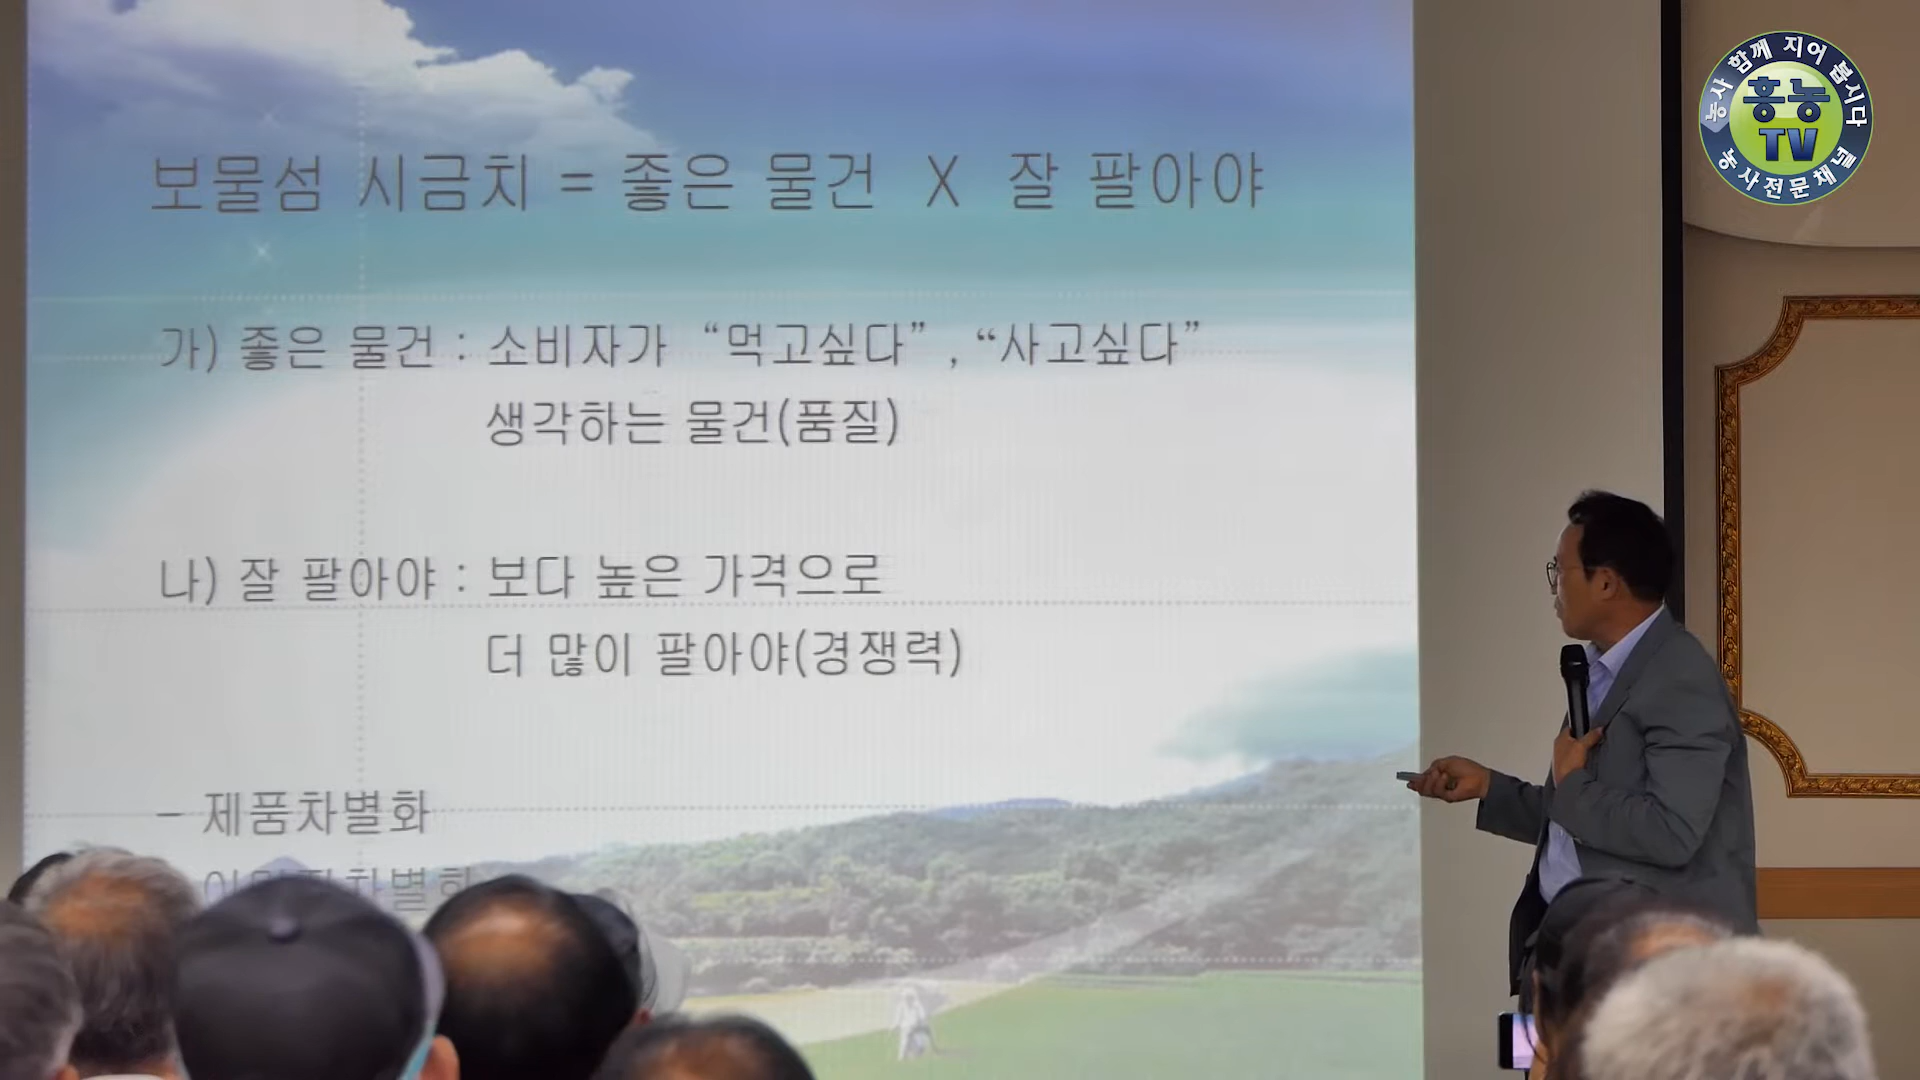 보물섬 시금치 = 좋은 물건 X 잘 팔아야
가) 좋은 물건 : 소비자가 “먹고싶다” , “사고싶다”
생각하는 물건(품질)
나) 잘 팔아야 : 보다 높은 가격으로
더 많이 팔아야(경쟁력)
- 제품차별화
농사 함께 지어 봅시다
흥농
TV
농사전문채널